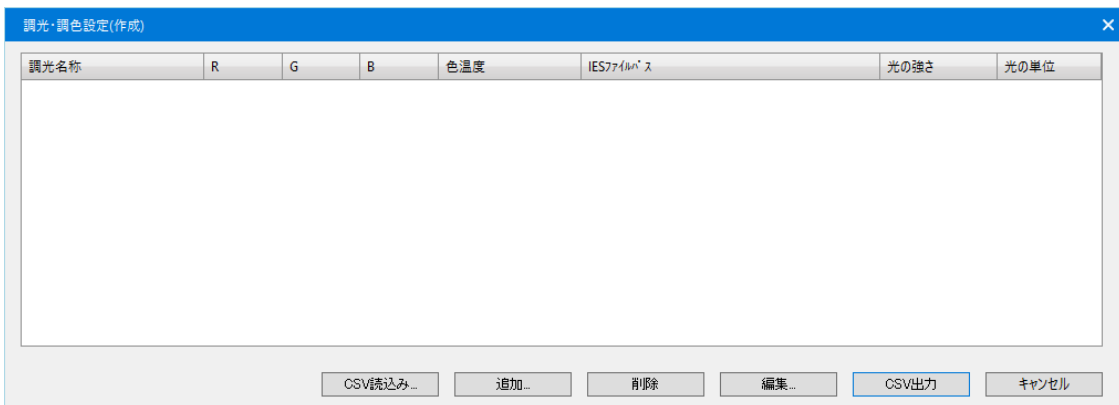 調光・調色設定(作成)
調光名称 R G B 色温度 IESﾌｧｲﾙﾊﾟｽ 光の強さ 光の単位
CSV読込み... 追加... 削除 編集... CSV出力 キャンセル